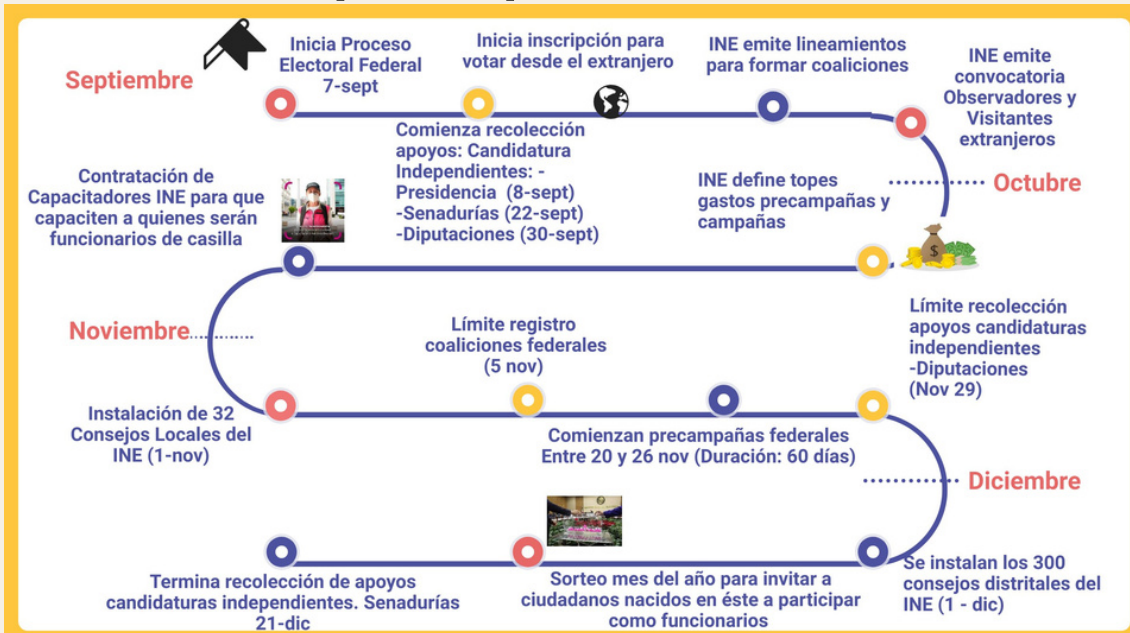 Septiembre
Inicia Proceso
Electoral Federal
7-sept
Inicia inscripción para
votar desde el extranjero
Comienza recolección
apoyos: Candidatura
Independientes: -
Presidencia (8-sept)
-Senadurías (22-sept)
-Diputaciones (30-sept)
INE emite lineamientos
para formar coaliciones
INE emite
convocatoria
Observadores y
Visitantes
extranjeros
Octubre
INE define topes
gastos precampañas y
campañas
Contratación de
Capacitadores INE para que
capaciten a quienes serán
funcionarios de casilla
Noviembre
Instalación de 32
Consejos Locales del
INE (1-nov)
Límite registro
coaliciones federales
(5 nov)
Comienzan precampañas federales
Entre 20 y 26 nov (Duración: 60 días)
Límite recolección
apoyos candidaturas
independientes
-Diputaciones
(Nov 29)
Diciembre
Se instalan los 300
consejos distritales del
INE (1 - dic)
Sorteo mes del año para invitar a
ciudadanos nacidos en éste a participar
como funcionarios
Termina recolección de apoyos
candidaturas independientes. Senadurías
21-dic